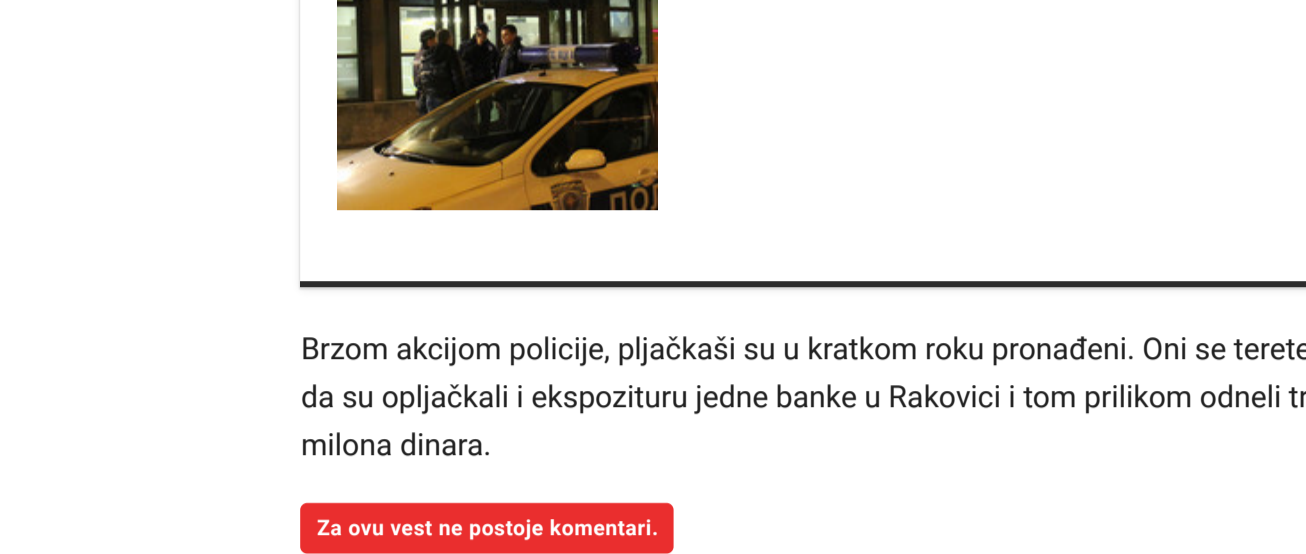 ПОЛ
Brzom akcijom policije, pljačkaši su u kratkom roku pronađeni. Oni se terete
da su opljačkali i ekspozituru jedne banke u Rakovici i tom prilikom odneli
milona dinara.
Za ovu vest ne postoje komentari.